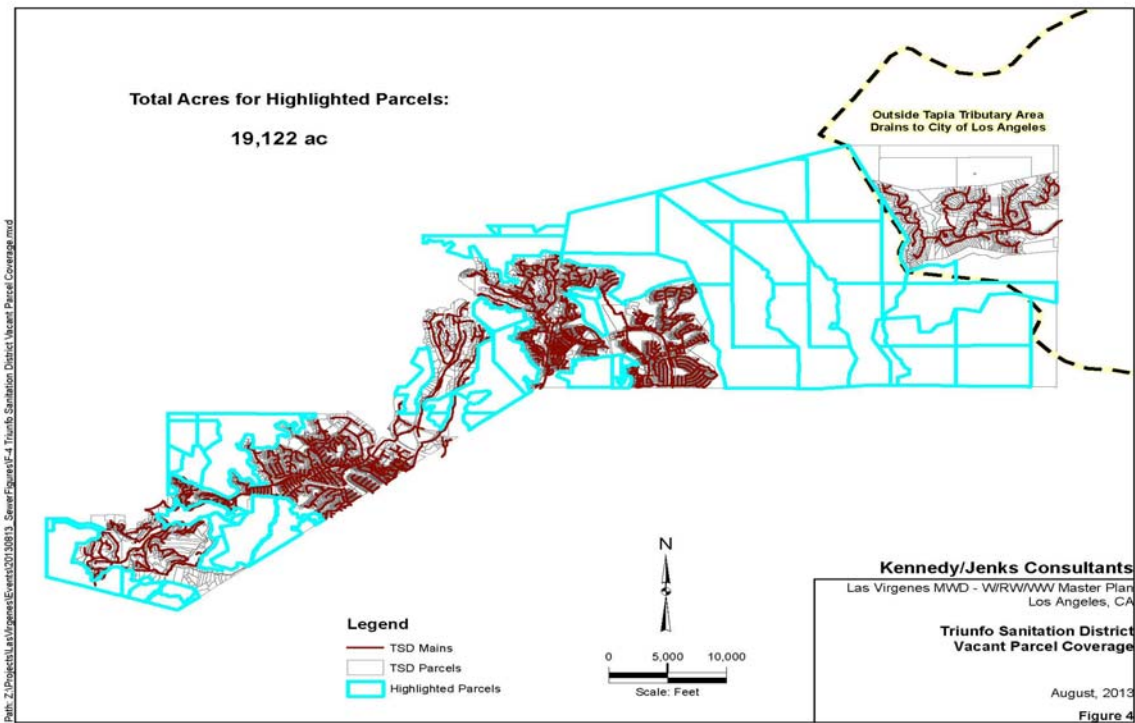 Total Acres for Highlighted Parcels:
19,122 ac
Outside Tapia Tributary Area
Drains to City of Los Angeles
Path: Z:\Projects\LasVirgenes\Events\20130813_SewerFigures\F-4 Triunfo Sanitation District Vacant Parcel Coverage.mxd
Legend
TSD Mains
TSD Parcels
Highlighted Parcels
N
0 5,000 10,000
Scale: Feet
Kennedy/Jenks Consultants
Las Virgenes MWD - W/RW/WW Master Plan
Los Angeles, CA
Triunfo Sanitation District
Vacant Parcel Coverage
August, 2013
Figure 4